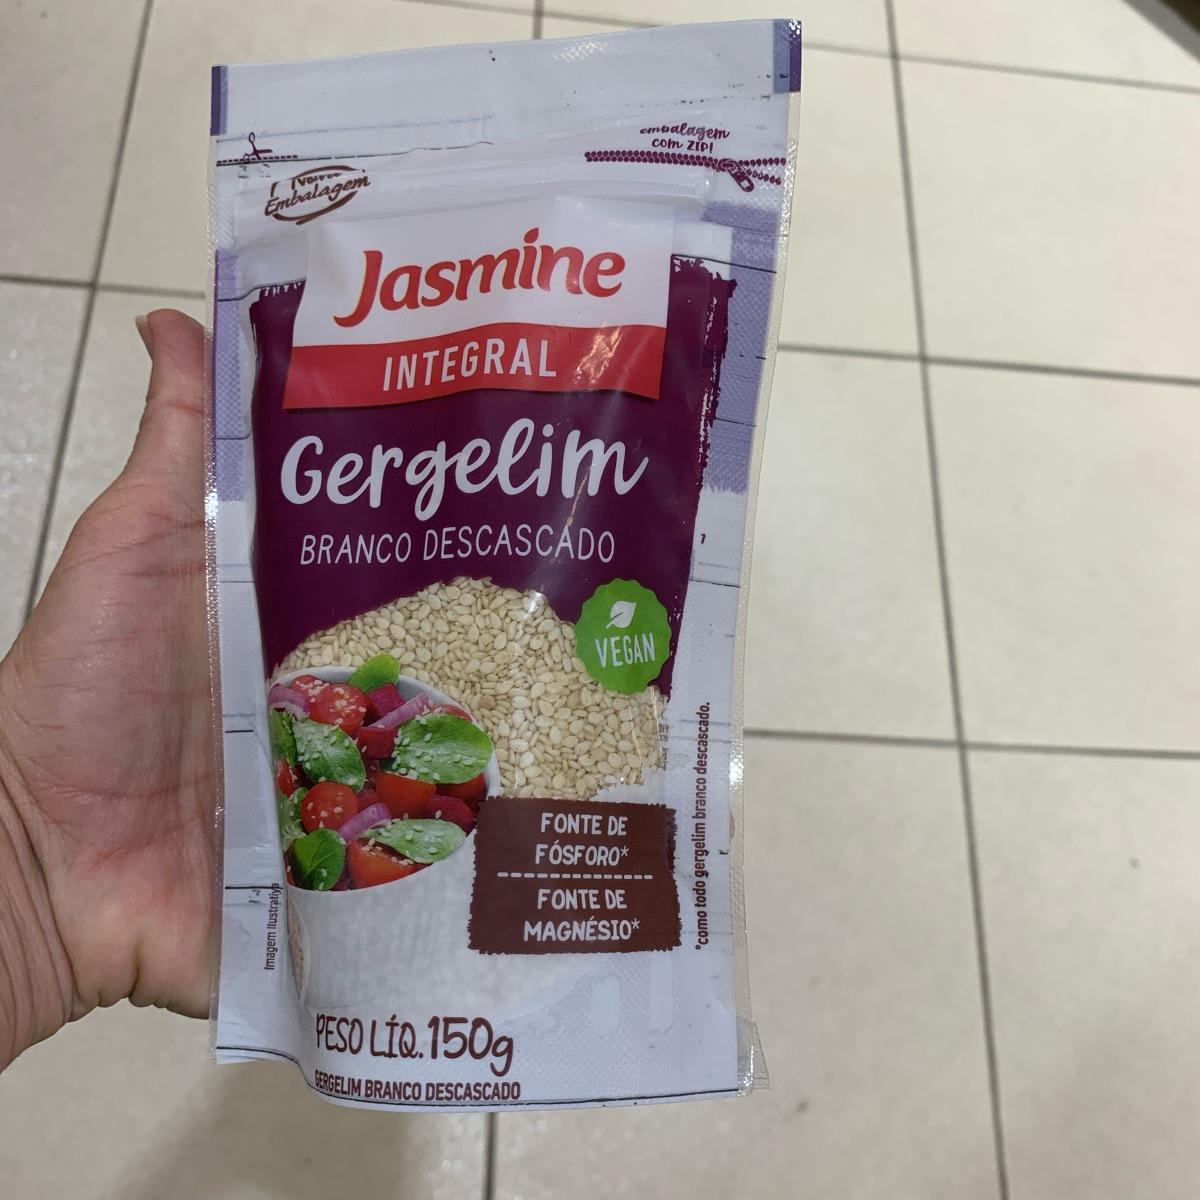 embalagem
com ZIP!
Nova
Embalagem
Jasmine
INTEGRAL
Gergelim
BRANCO DESCASCADO
VEGAN
FONTE DE
FÓSFORO*
FONTE DE
MAGNÉSIO*
*como todo gergelim branco descascado.
Imagem ilustrativa
PESO LÍQ. 150g
GERGELIM BRANCO DESCASCADO